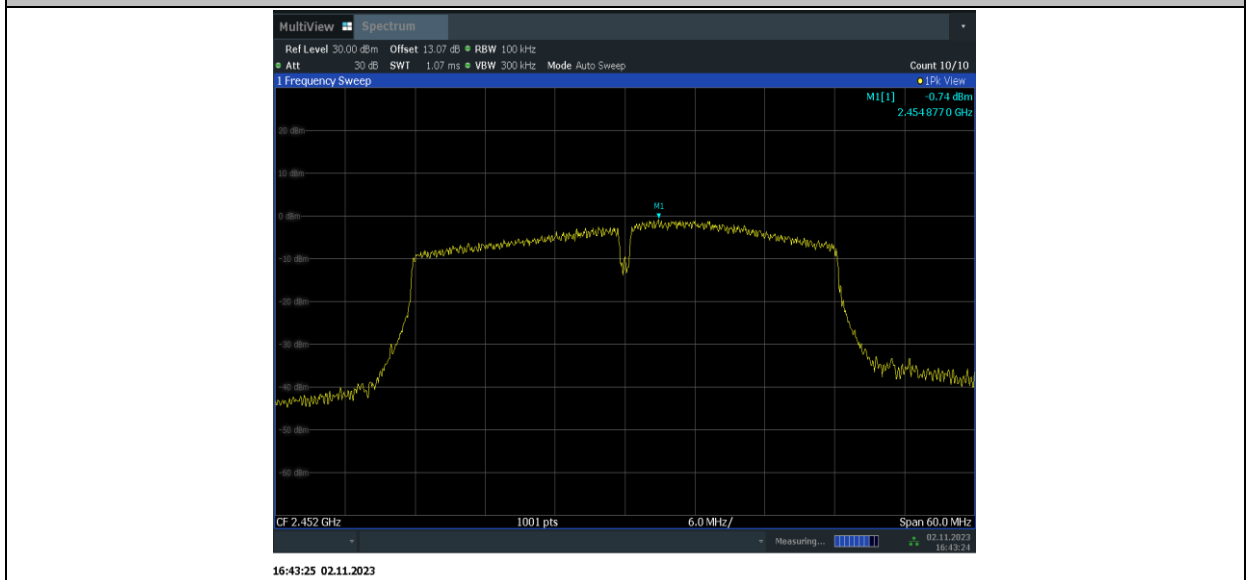 MultiView Spectrum
Ref Level 30.00 dBm Offset 13.07 dB RBW 100 kHz
Att 30 dB SWT 1.07 ms VBW 300 kHz Mode Auto Sweep Count 10/10
1 Frequency Sweep 1Pk View
M1[1] -0.74 dBm
2.4548770 GHz
20 dBm
10 dBm
M1
0 dBm
-10 dBm
-20 dBm
-30 dBm
-40 dBm
-50 dBm
-60 dBm
CF 2.452 GHz 1001 pts 6.0 MHz/ Span 60.0 MHz
Measuring... 02.11.2023
16:43:24
16:43:25 02.11.2023